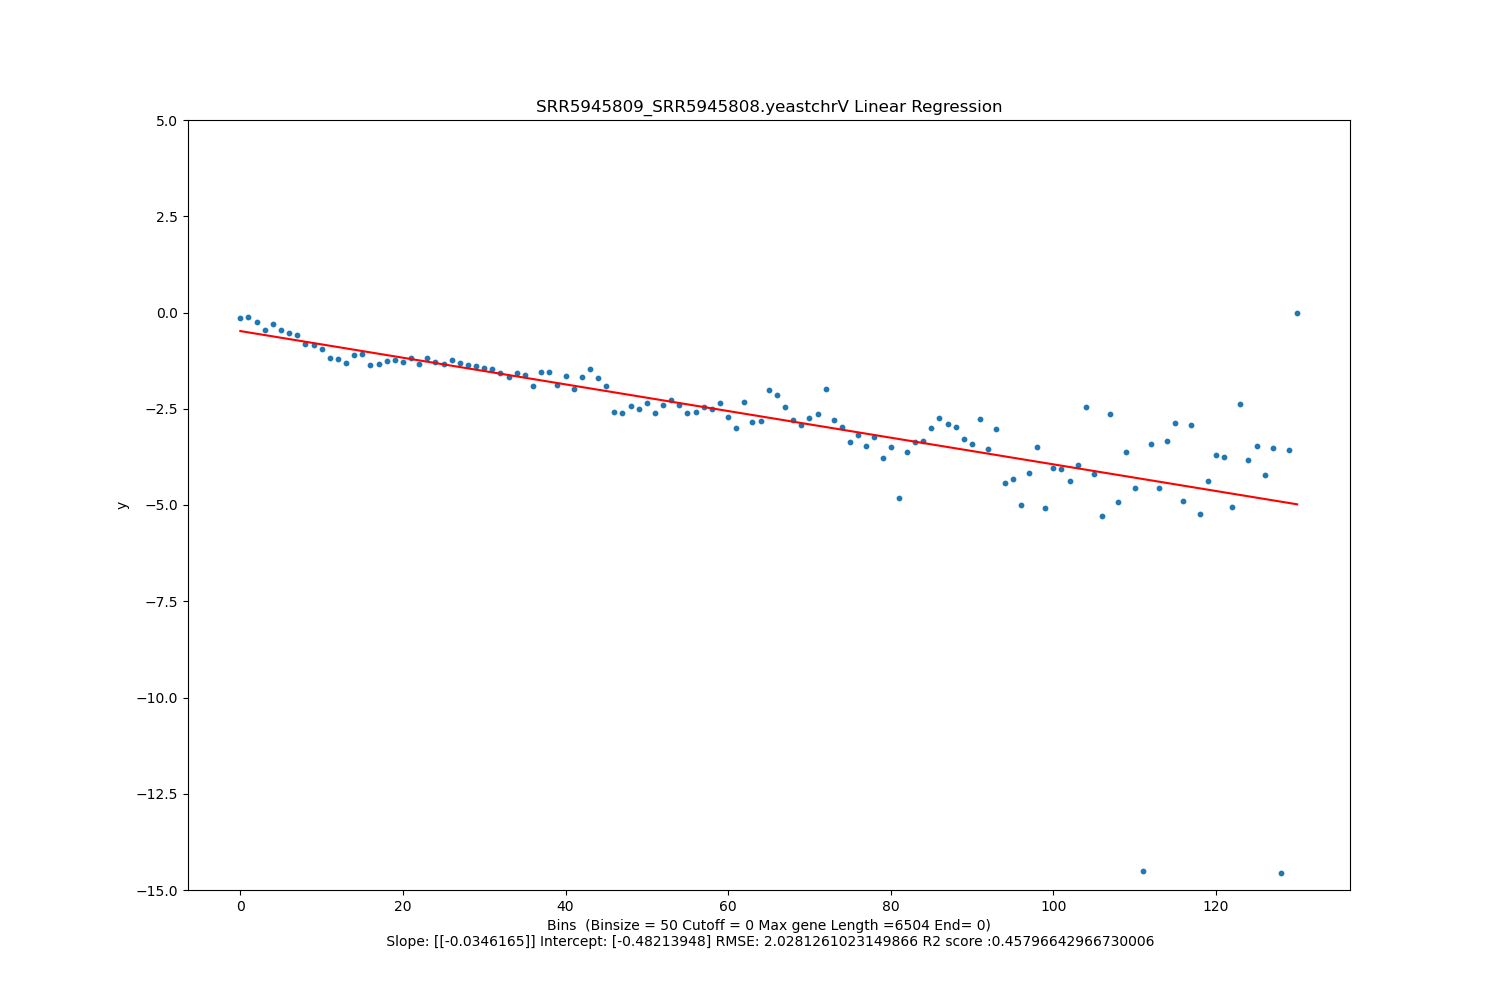 SRR5945809_SRR5945808.yeastchrV Linear Regression
5.0
2.5
0.0
−2.5
−5.0
−7.5
−10.0
−12.5
−15.0
y
0 20 40 60 80 100 120
Bins  (Binsize = 50 Cutoff = 0 Max gene Length =6504 End= 0)
Slope: [[-0.0346165]] Intercept: [-0.48213948] RMSE: 2.0281261023149866 R2 score :0.45796642966730006